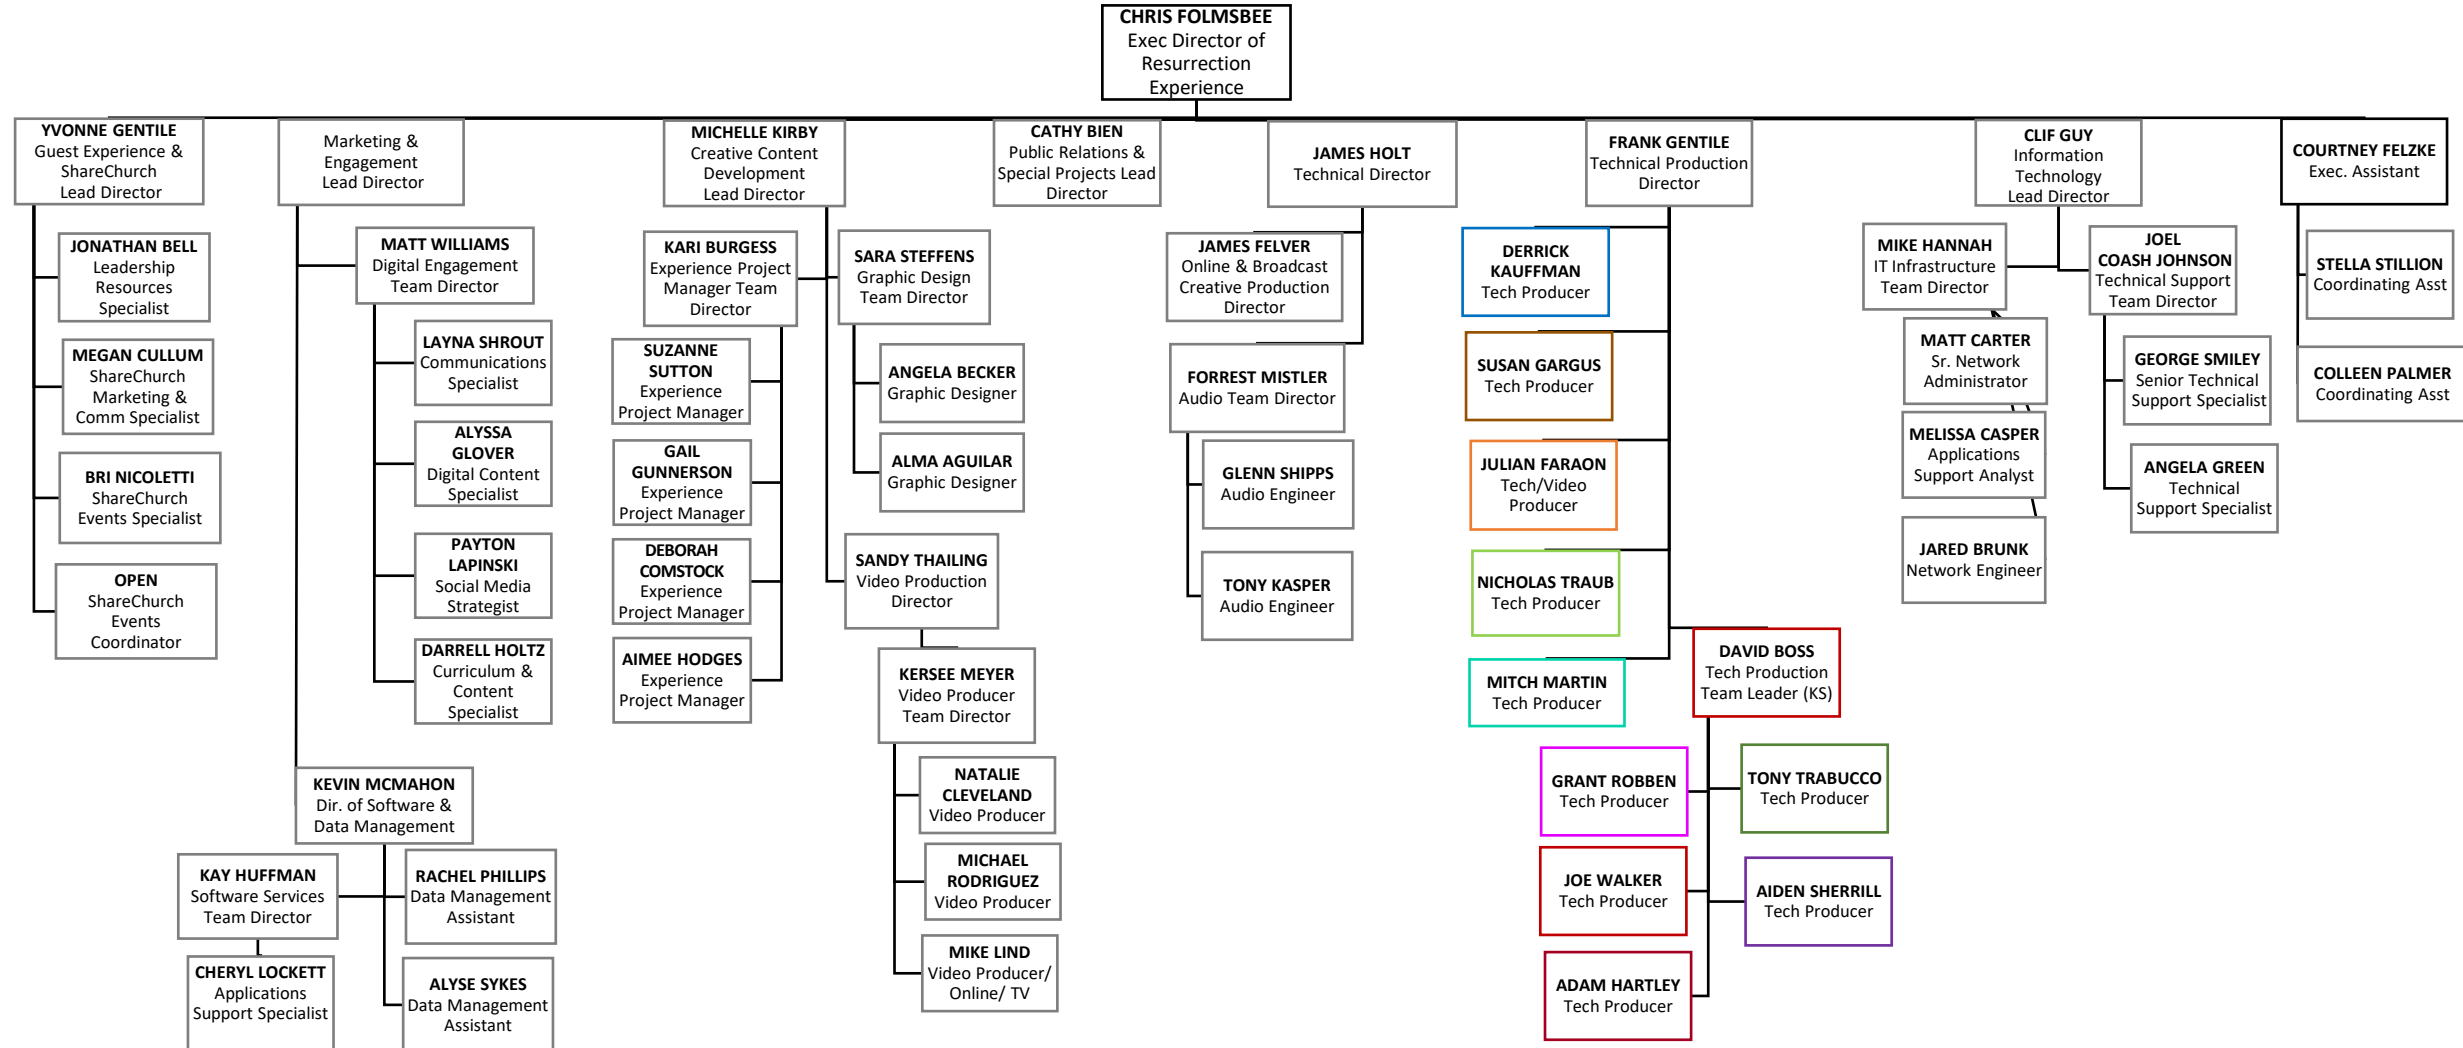 CHRIS FOLMSBEE
Exec Director of
Resurrection
Experience
YVONNE GENTILE
Guest Experience &
ShareChurch
Lead Director
Marketing &
Engagement
Lead Director
MICHELLE KIRBY
Creative Content
Development
Lead Director
CATHY BIEN
Public Relations &
Special Projects Lead
Director
JAMES HOLT
Technical Director
FRANK GENTILE
Technical Production
Director
CLIF GUY
Information
Technology
Lead Director
COURTNEY FELZKE
Exec. Assistant
JONATHAN BELL
Leadership
Resources
Specialist
MEGAN CULLUM
ShareChurch
Marketing &
Comm Specialist
BRI NICOLETTI
ShareChurch
Events Specialist
OPEN
ShareChurch
Events
Coordinator
MATT WILLIAMS
Digital Engagement
Team Director
LAYNA SHROUT
Communications
Specialist
ALYSSA
GLOVER
Digital Content
Specialist
PAYTON
LAPINSKI
Social Media
Strategist
DARRELL HOLTZ
Curriculum &
Content
Specialist
KEVIN MCMAHON
Dir. of Software &
Data Management
KAY HUFFMAN
Software Services
Team Director
CHERYL LOCKETT
Applications
Support Specialist
RACHEL PHILLIPS
Data Management
Assistant
ALYSE SYKES
Data Management
Assistant
KARI BURGESS
Experience Project
Manager Team
Director
SUZANNE
SUTTON
Experience
Project Manager
GAIL
GUNNERSON
Experience
Project Manager
DEBORAH
COMSTOCK
Experience
Project Manager
AIMEE HODGES
Experience
Project Manager
SARA STEFFENS
Graphic Design
Team Director
ANGELA BECKER
Graphic Designer
ALMA AGUILAR
Graphic Designer
SANDY THAILING
Video Production
Director
KERSEE MEYER
Video Producer
Team Director
NATALIE
CLEVELAND
Video Producer
MICHAEL
RODRIGUEZ
Video Producer
MIKE LIND
Video Producer/
Online/ TV
JAMES FELVER
Online & Broadcast
Creative Production
Director
FORREST MISTLER
Audio Team Director
GLENN SHIPPS
Audio Engineer
TONY KASPER
Audio Engineer
DERRICK
KAUFFMAN
Tech Producer
SUSAN GARGUS
Tech Producer
JULIAN FARAON
Tech/Video
Producer
NICHOLAS TRAUB
Tech Producer
MITCH MARTIN
Tech Producer
DAVID BOSS
Tech Production
Team Leader (KS)
GRANT ROBBEN
Tech Producer
TONY TRABUCCO
Tech Producer
JOE WALKER
Tech Producer
AIDEN SHERRILL
Tech Producer
ADAM HARTLEY
Tech Producer
MIKE HANNAH
IT Infrastructure
Team Director
MATT CARTER
Sr. Network
Administrator
MELISSA CASPER
Applications
Support Analyst
JARED BRUNK
Network Engineer
JOEL
COASH JOHNSON
Technical Support
Team Director
GEORGE SMILEY
Senior Technical
Support Specialist
ANGELA GREEN
Technical
Support Specialist
STELLA STILLION
Coordinating Asst
COLLEEN PALMER
Coordinating Asst